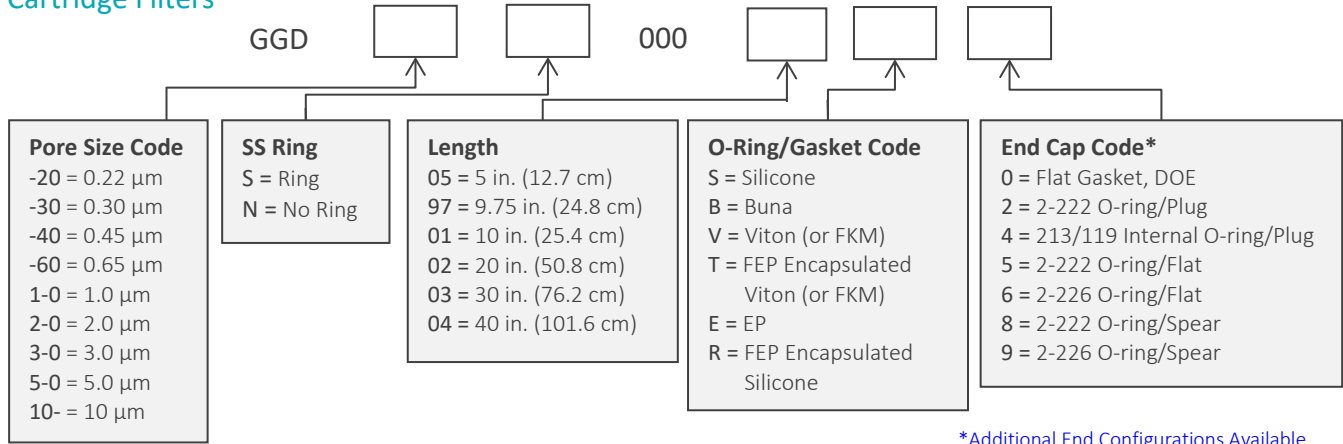 Cartridge Filters
GGD 000
Pore Size Code
-20 = 0.22 µm
-30 = 0.30 µm
-40 = 0.45 µm
-60 = 0.65 µm
1-0 = 1.0 µm
2-0 = 2.0 µm
3-0 = 3.0 µm
5-0 = 5.0 µm
10- = 10 µm
SS Ring
S = Ring
N = No Ring
Length
05 = 5 in. (12.7 cm)
97 = 9.75 in. (24.8 cm)
01 = 10 in. (25.4 cm)
02 = 20 in. (50.8 cm)
03 = 30 in. (76.2 cm)
04 = 40 in. (101.6 cm)
O-Ring/Gasket Code
S = Silicone
B = Buna
V = Viton (or FKM)
T = FEP Encapsulated
Viton (or FKM)
E = EP
R = FEP Encapsulated
Silicone
End Cap Code*
0 = Flat Gasket, DOE
2 = 2-222 O-ring/Plug
4 = 213/119 Internal O-ring/Plug
5 = 2-222 O-ring/Flat
6 = 2-226 O-ring/Flat
8 = 2-222 O-ring/Spear
9 = 2-226 O-ring/Spear
*Additional End Configurations Available